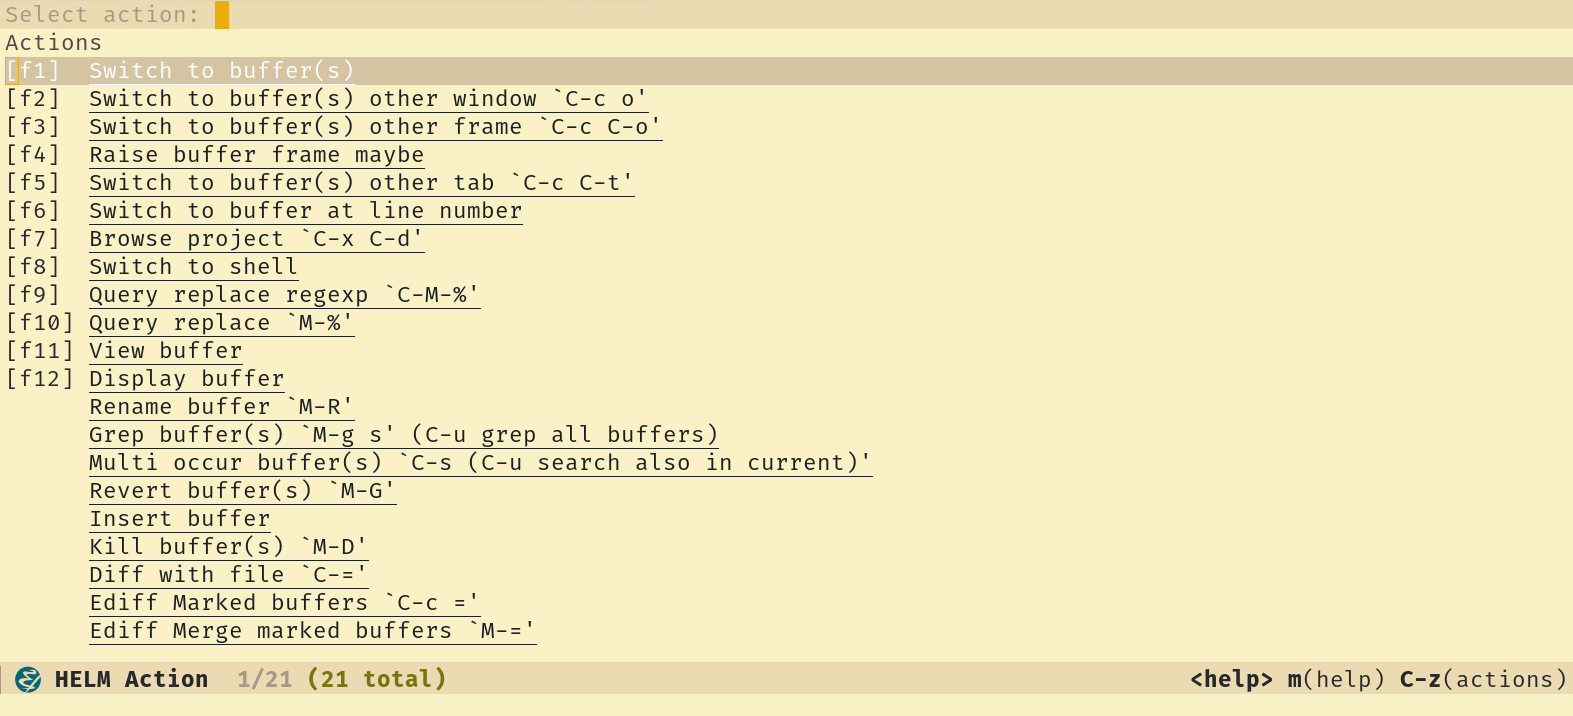 Select action:
Actions
[f1]  Switch to buffer(s)
[f2]  Switch to buffer(s) other window `C-c o'
[f3]  Switch to buffer(s) other frame `C-c C-o'
[f4]  Raise buffer frame maybe
[f5]  Switch to buffer(s) other tab `C-c C-t'
[f6]  Switch to buffer at line number
[f7]  Browse project `C-x C-d'
[f8]  Switch to shell
[f9]  Query replace regexp `C-M-%'
[f10] Query replace `M-%'
[f11] View buffer
[f12] Display buffer
Rename buffer `M-R'
Grep buffer(s) `M-g s' (C-u grep all buffers)
Multi occur buffer(s) `C-s (C-u search also in current)'
Revert buffer(s) `M-G'
Insert buffer
Kill buffer(s) `M-D'
Diff with file `C-='
Ediff Marked buffers `C-c ='
Ediff Merge marked buffers `M-='
HELM Action  1/21 (21 total) <help> m(help) C-z(actions)